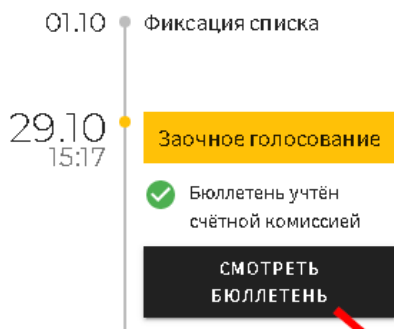 01.10 Фиксация списка
29.10 Заочное голосование
15:17
Бюллетень учтён
счётной комиссией
СМОТРЕТЬ
БЮЛЛЕТЕНЬ